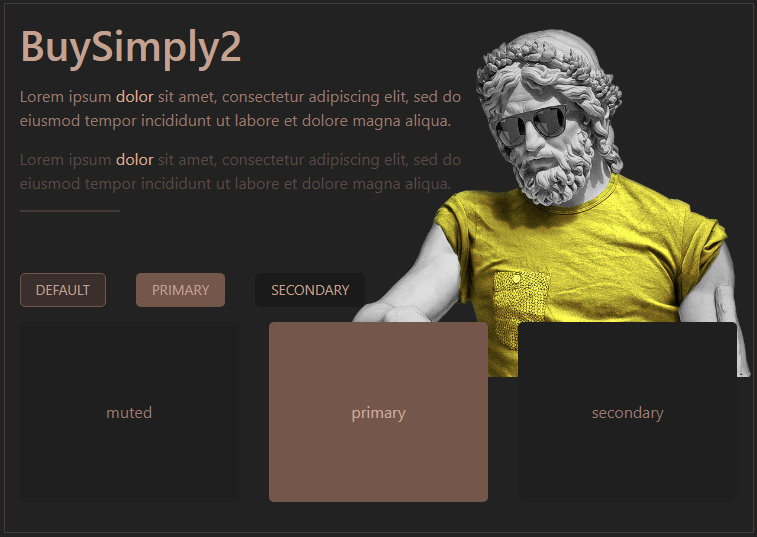 BuySimply2
Lorem ipsum dolor sit amet, consectetur adipiscing elit, sed do
eiusmod tempor incididunt ut labore et dolore magna aliqua.
Lorem ipsum dolor sit amet, consectetur adipiscing elit, sed do
eiusmod tempor incididunt ut labore et dolore magna aliqua.
DEFAULT PRIMARY SECONDARY
muted primary secondary